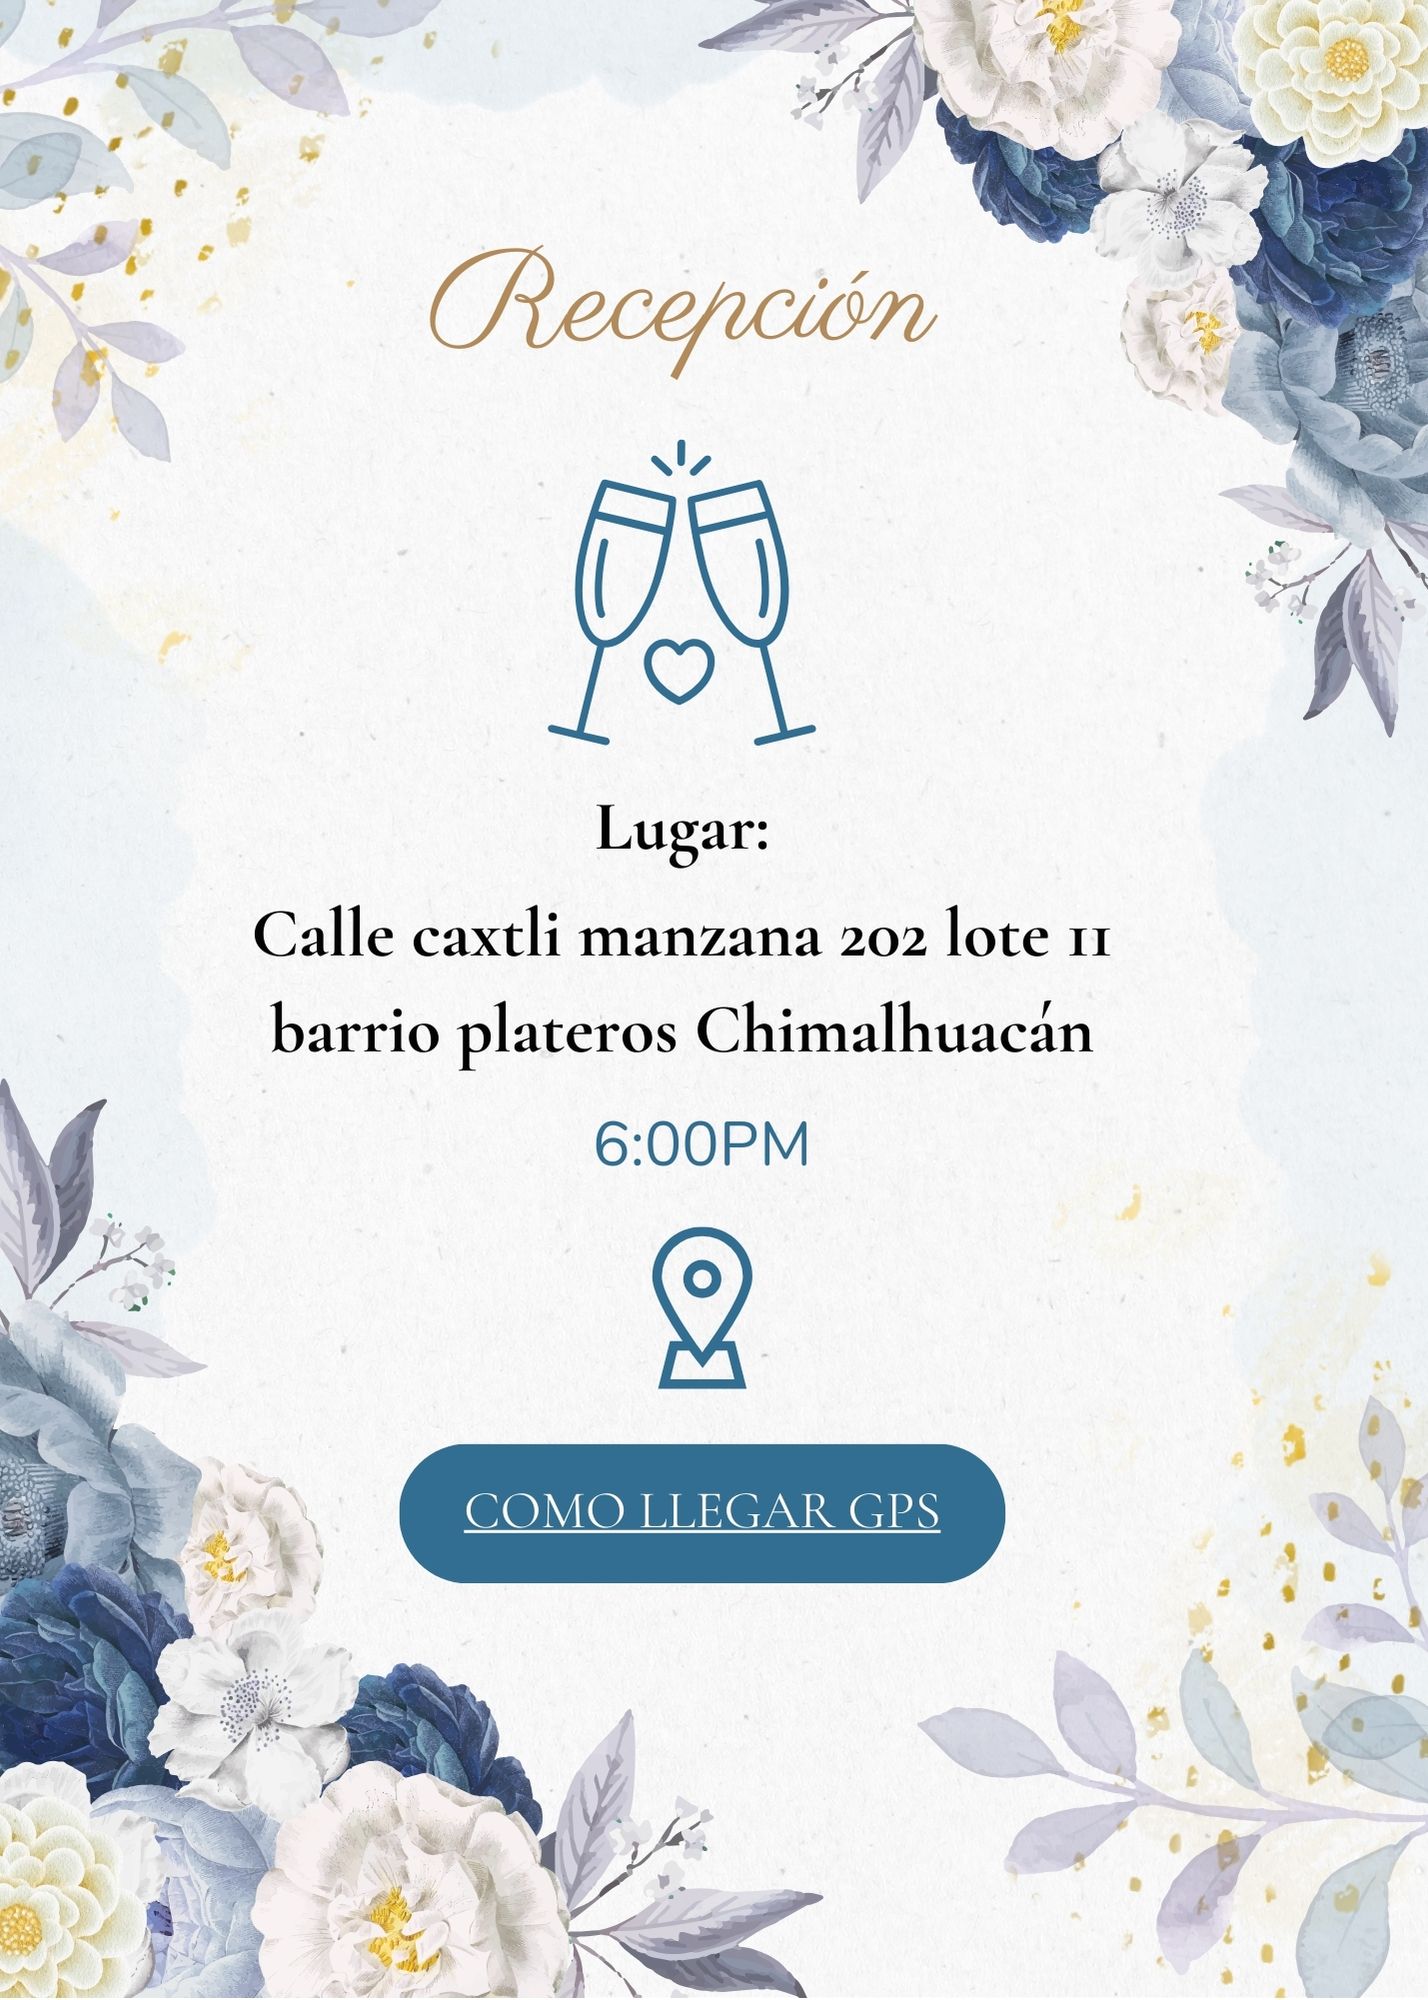 Recepción
Lugar:
Calle caxtli manzana 202 lote 11
barrio plateros Chimalhuacán
6:00PM
COMO LLEGAR GPS